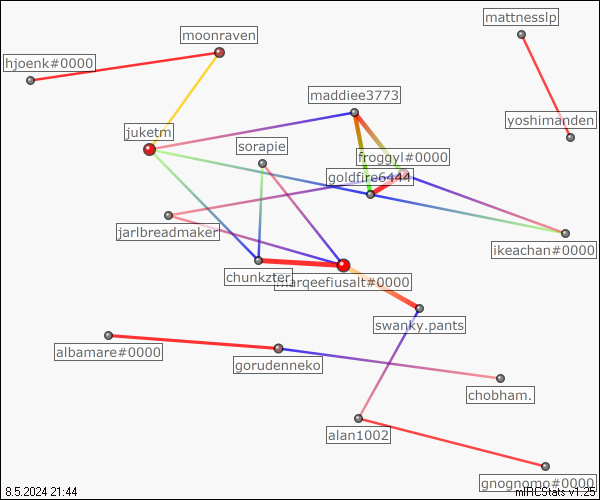 mattnesslp
moonraven
hjoenk#0000
maddiee3773
yoshimanden
juketm
sorapie
froggyl#0000
goldfire6444
jarlbreadmaker
ikeachan#0000
chunkzter
marqeefiusalt#0000
swanky.pants
albamare#0000
gorudenneko
chobham.
alan1002
gnognomo#0000
8.5.2024 21:44
mIRCStats v1.25